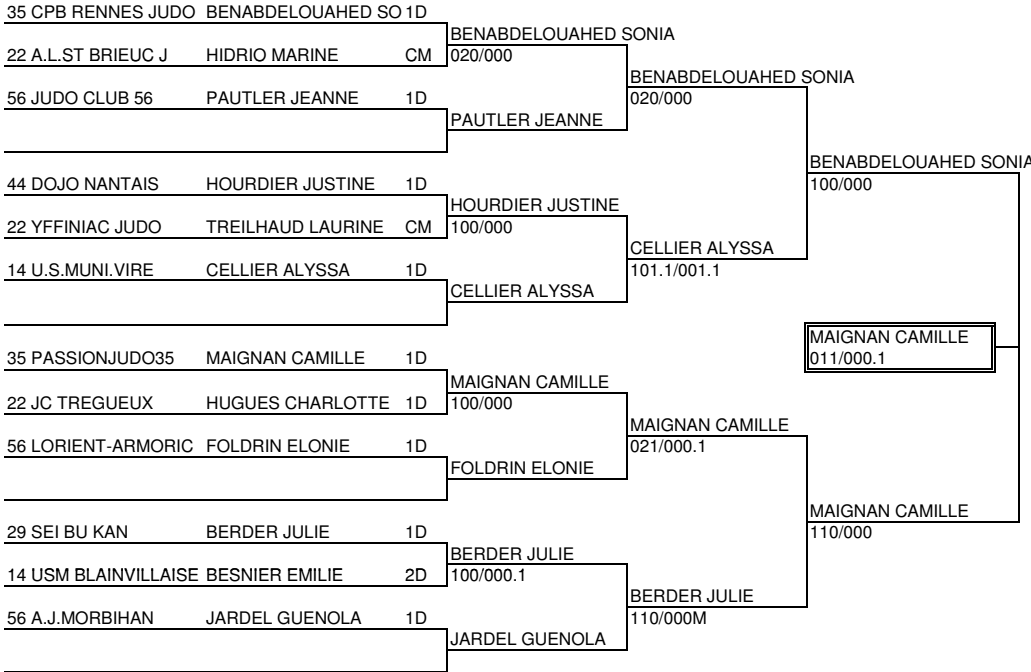 35 CPB RENNES JUDO BENABDELOUAHED SO 1D
BENABDELOUAHED SONIA
22 A.L.ST BRIEUC J HIDRIO MARINE CM
020/000
BENABDELOUAHED SONIA
56 JUDO CLUB 56 PAUTLER JEANNE 1D
020/000
PAUTLER JEANNE
BENABDELOUAHED SONIA
44 DOJO NANTAIS HOURDIER JUSTINE 1D
100/000
HOURDIER JUSTINE
22 YFFINIAC JUDO TREILHAUD LAURINE CM
100/000
CELLIER ALYSSA
14 U.S.MUNI.VIRE CELLIER ALYSSA 1D
101.1/001.1
CELLIER ALYSSA
MAIGNAN CAMILLE
011/000.1
35 PASSIONJUDO35 MAIGNAN CAMILLE 1D
MAIGNAN CAMILLE
22 JC TREGUEUX HUGUES CHARLOTTE 1D
100/000
MAIGNAN CAMILLE
56 LORIENT-ARMORIC FOLDRIN ELONIE 1D
021/000.1
FOLDRIN ELONIE
MAIGNAN CAMILLE
29 SEI BU KAN BERDER JULIE 1D
110/000
BERDER JULIE
14 USM BLAINVILLAISE BESNIER EMILIE 2D
100/000.1
BERDER JULIE
56 A.J.MORBIHAN JARDEL GUENOLA 1D
110/000M
JARDEL GUENOLA